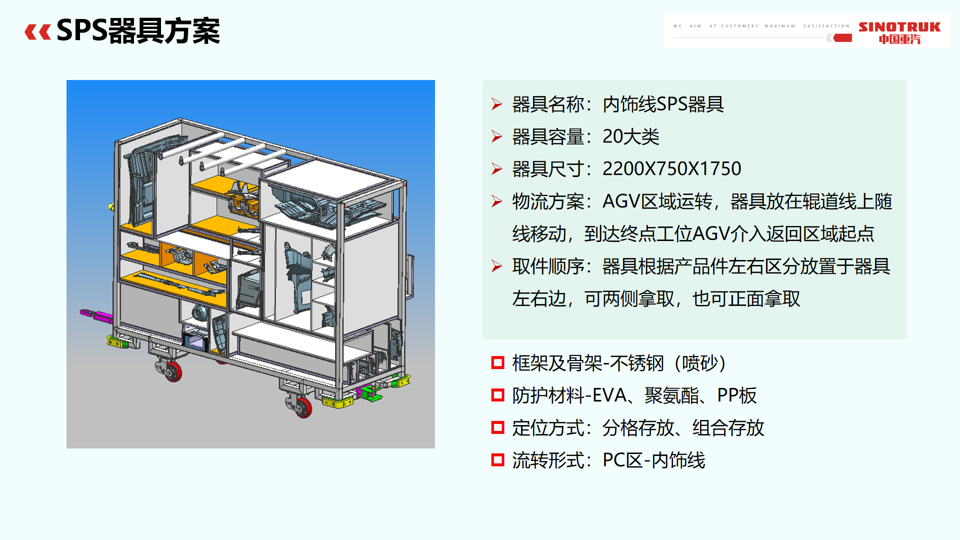 SPS器具方案
WE AIM AT CUSTOMERS' MAXIMUM SATISFACTION
SINOTRUK
中国重汽
器具名称：内饰线SPS器具
器具容量：20大类
器具尺寸：2200X750X1750
物流方案：AGV区域运转，器具放在辊道线上随
线移动，到达终点工位AGV介入返回区域起点
取件顺序：器具根据产品件左右区分放置于器具
左右边，可两侧拿取，也可正面拿取
框架及骨架-不锈钢（喷砂）
防护材料-EVA、聚氨酯、PP板
定位方式：分格存放、组合存放
流转形式：PC区-内饰线